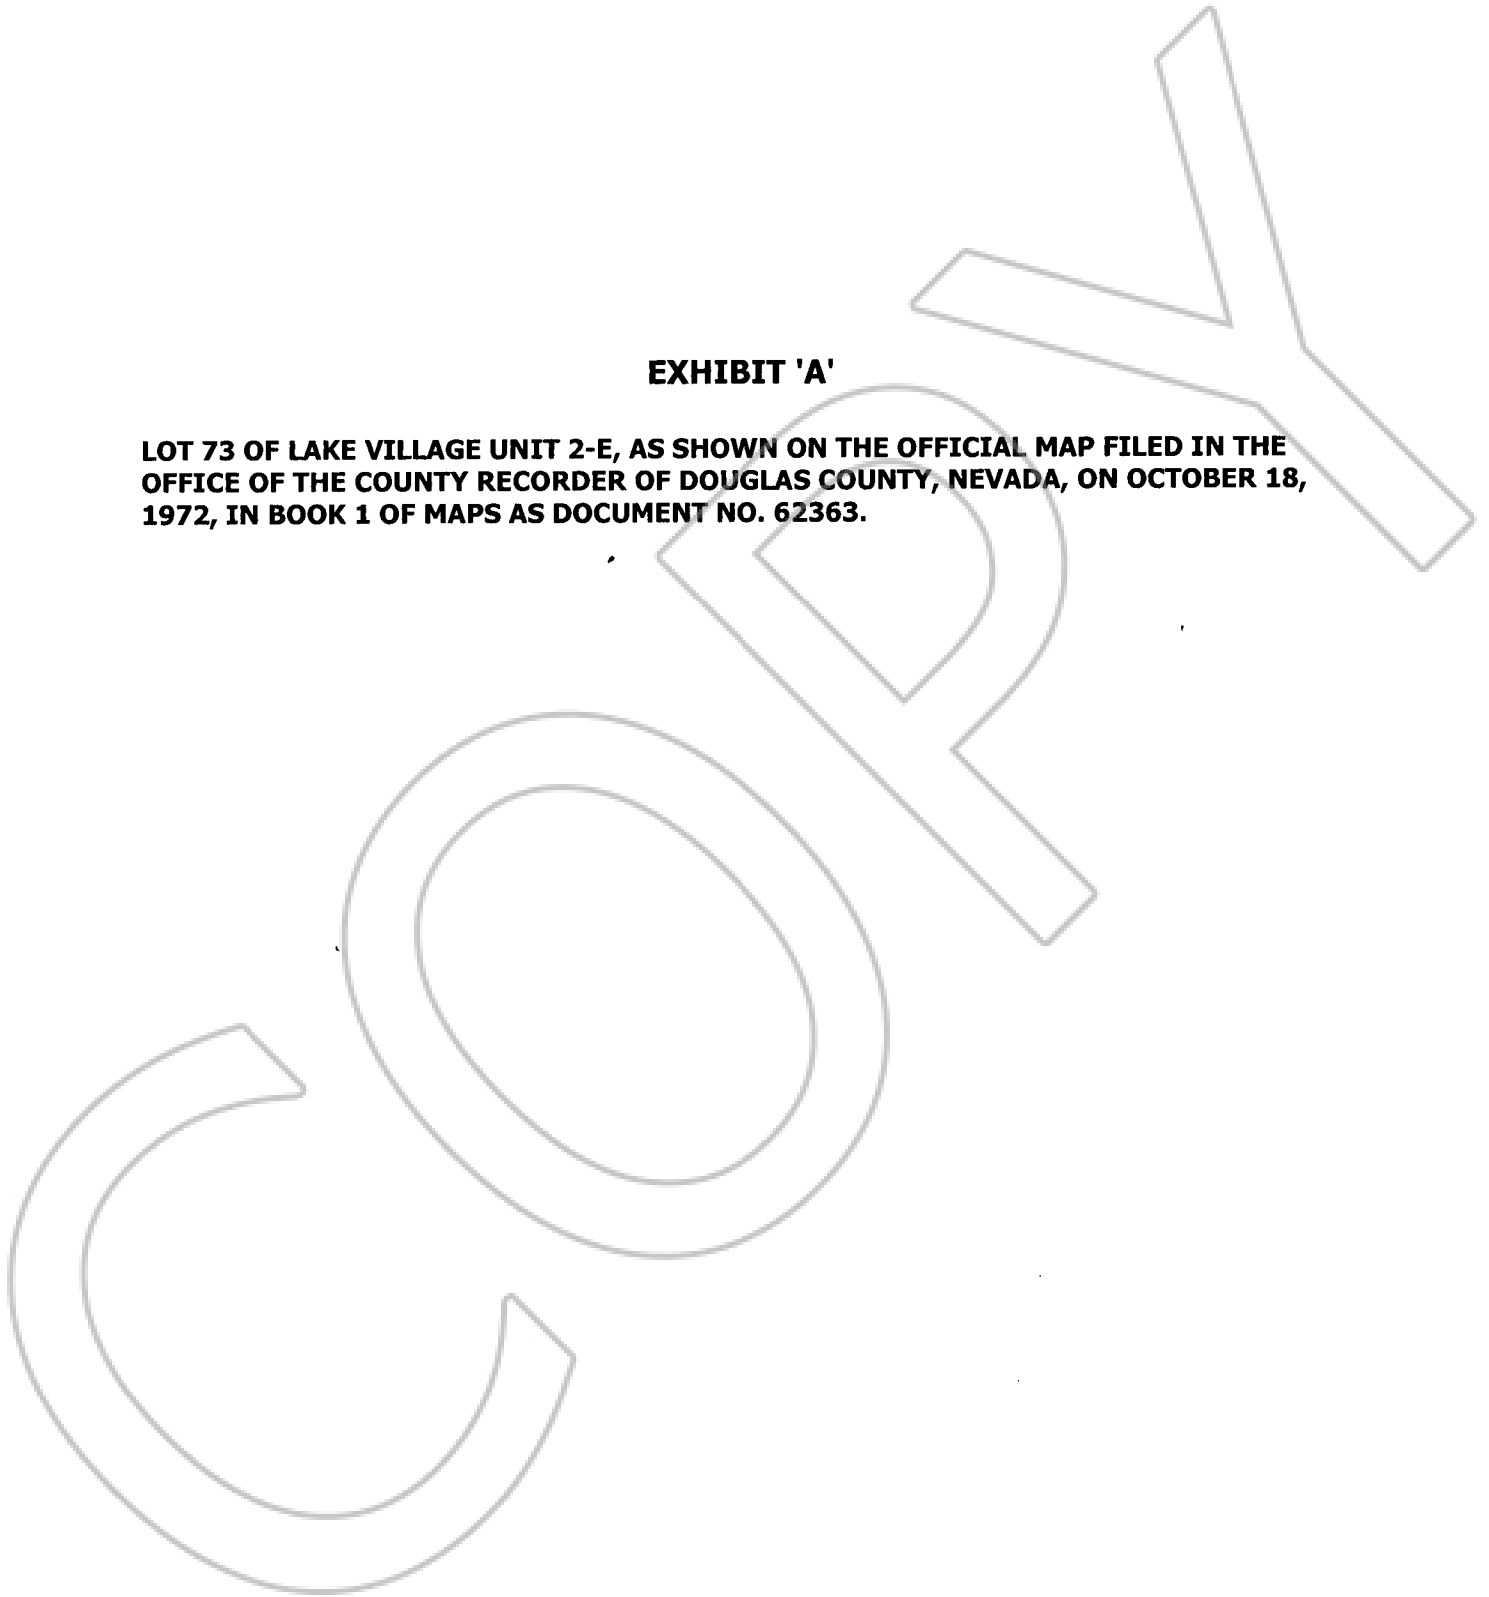 EXHIBIT 'A'
LOT 73 OF LAKE VILLAGE UNIT 2-E, AS SHOWN ON THE OFFICIAL MAP FILED IN THE
OFFICE OF THE COUNTY RECORDER OF DOUGLAS COUNTY, NEVADA, ON OCTOBER 18,
1972, IN BOOK 1 OF MAPS AS DOCUMENT NO. 62363.
COPY